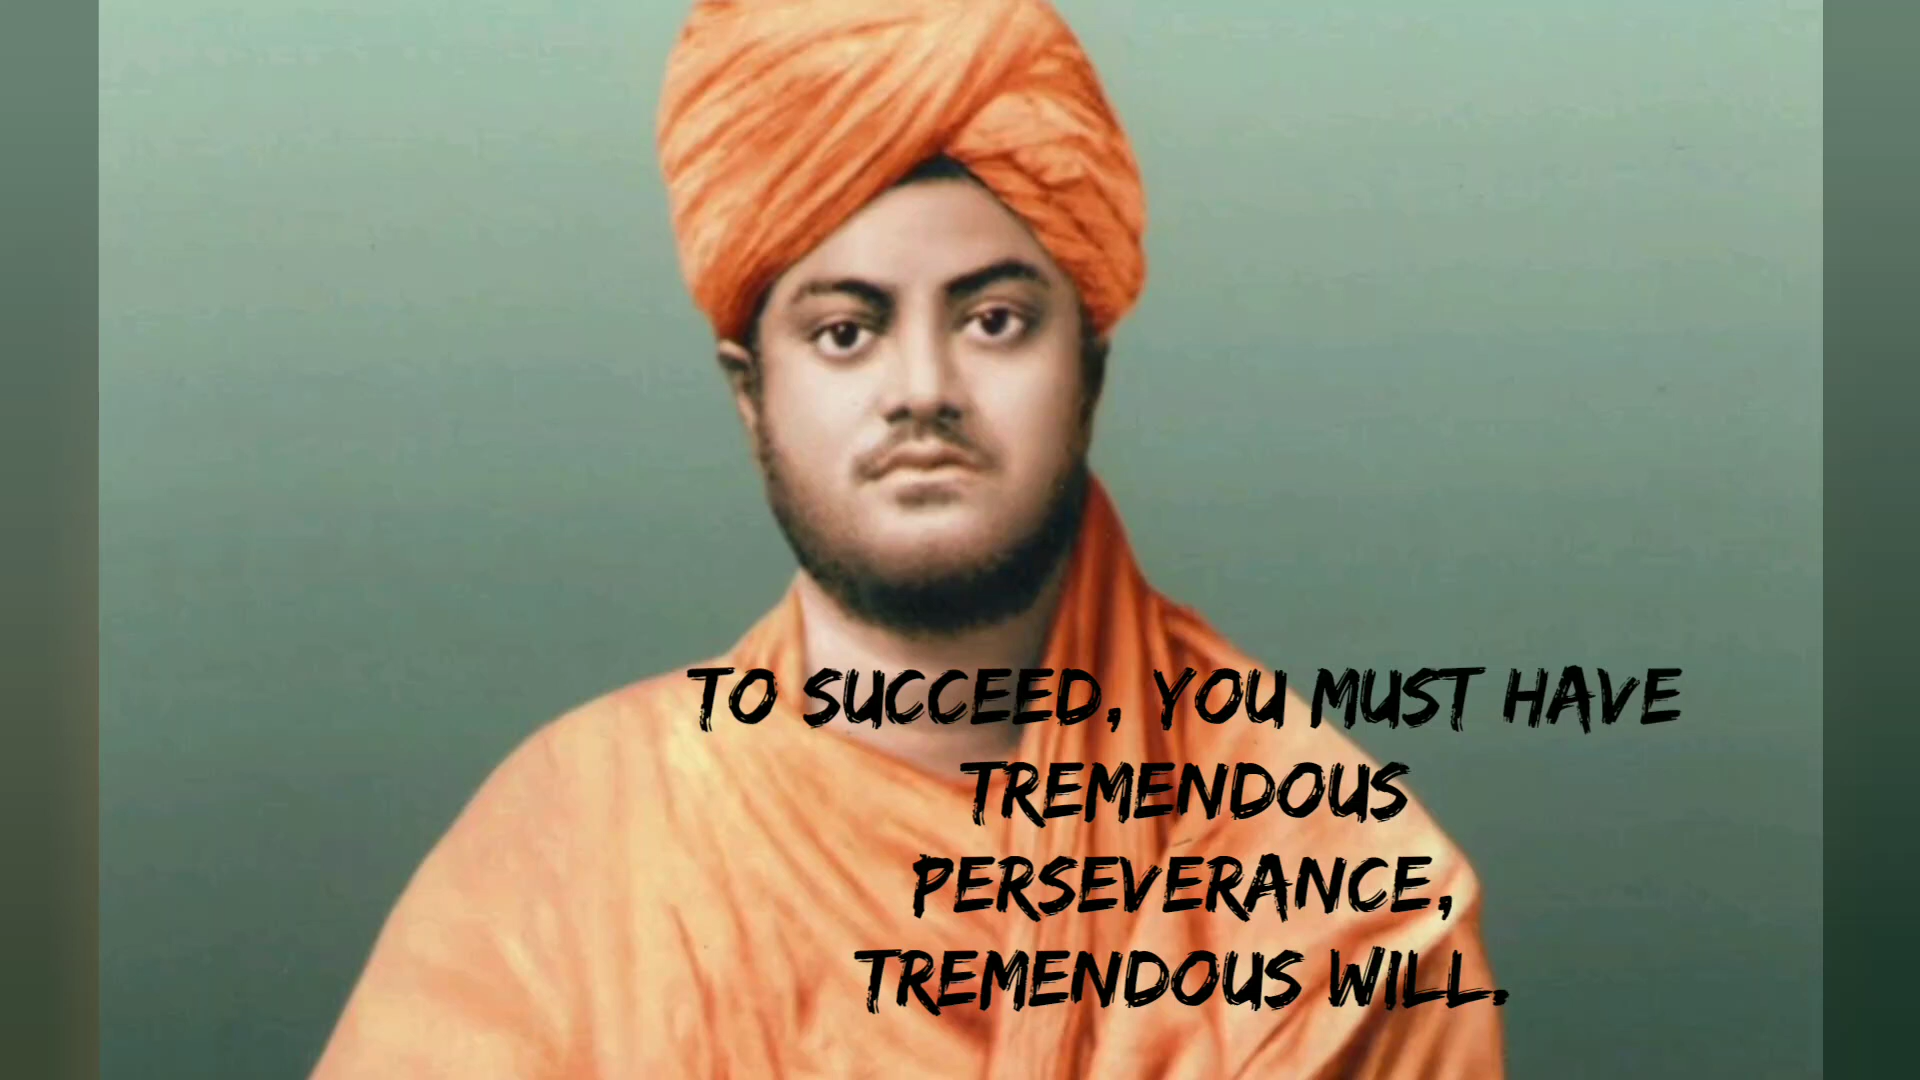 TO SUCCEED, YOU MUST HAVE
TREMENDOUS
PERSEVERANCE,
TREMENDOUS WILL.